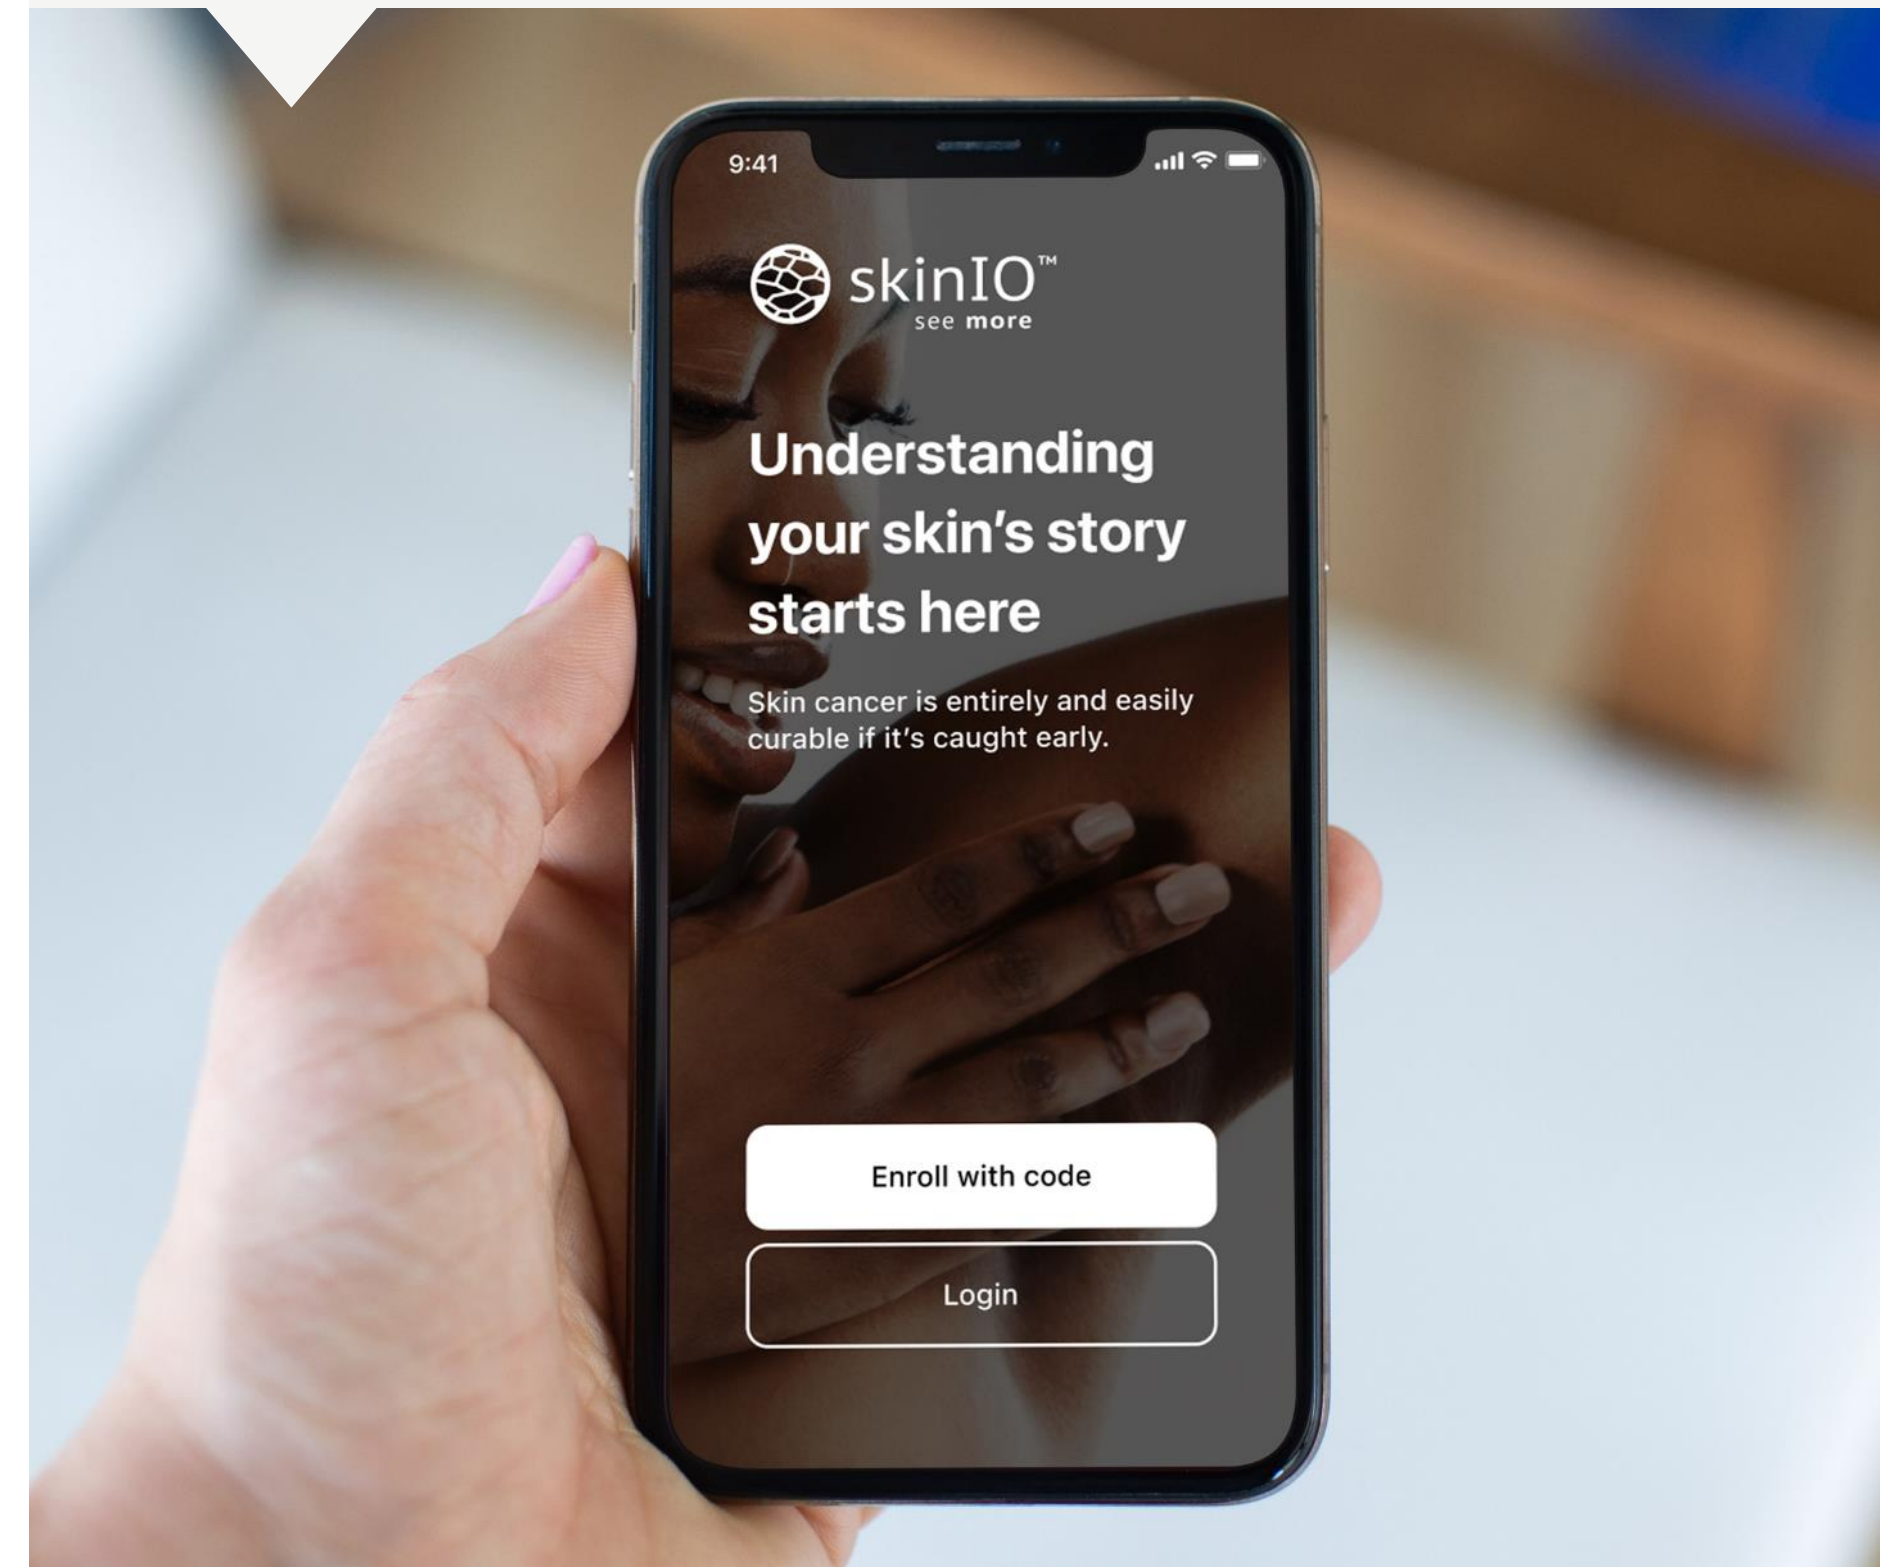 9:41
skinIO™
see more
Understanding
your skin's story
starts here
Skin cancer is entirely and easily
curable if it's caught early.
Enroll with code
Login